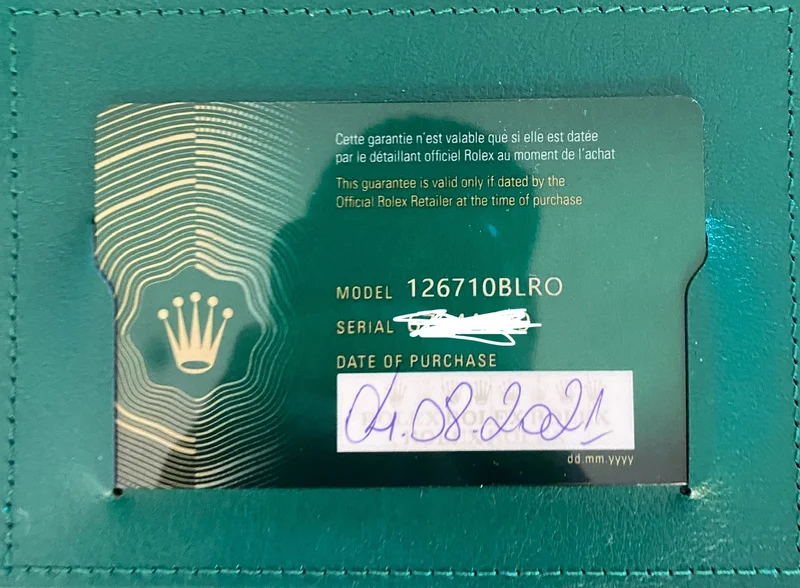 Cette garantie n'est valable que si elle est datée
par le détaillant officiel Rolex au moment de l'achat
This guarantee is valid only if dated by the
Official Rolex Retailer at the time of purchase
MODEL 126710BLRO
SERIAL
DATE OF PURCHASE
04.08.2021
dd.mm.yyyy